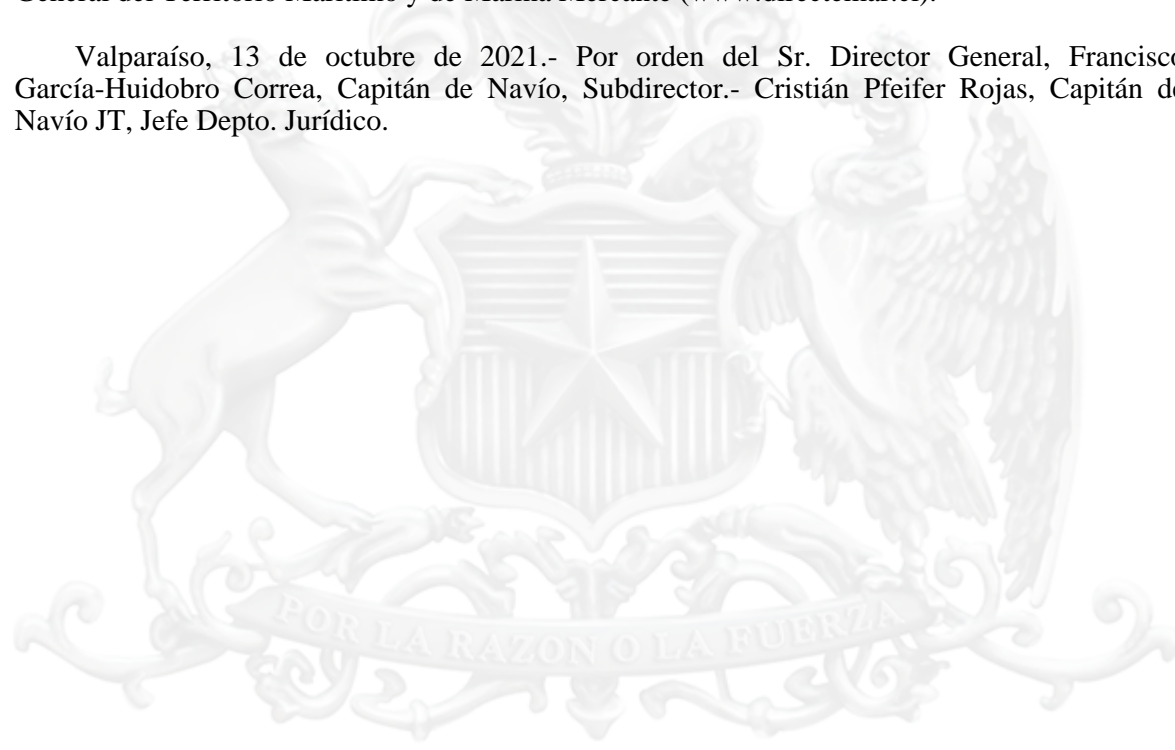 Valparaíso, 13 de octubre de 2021.- Por orden del Sr. Director General, Francisco
García-Huidobro Correa, Capitán de Navío, Subdirector.- Cristián Pfeifer Rojas, Capitán de
Navío JT, Jefe Depto. Jurídico.
POR LA RAZON O LA FUERZA